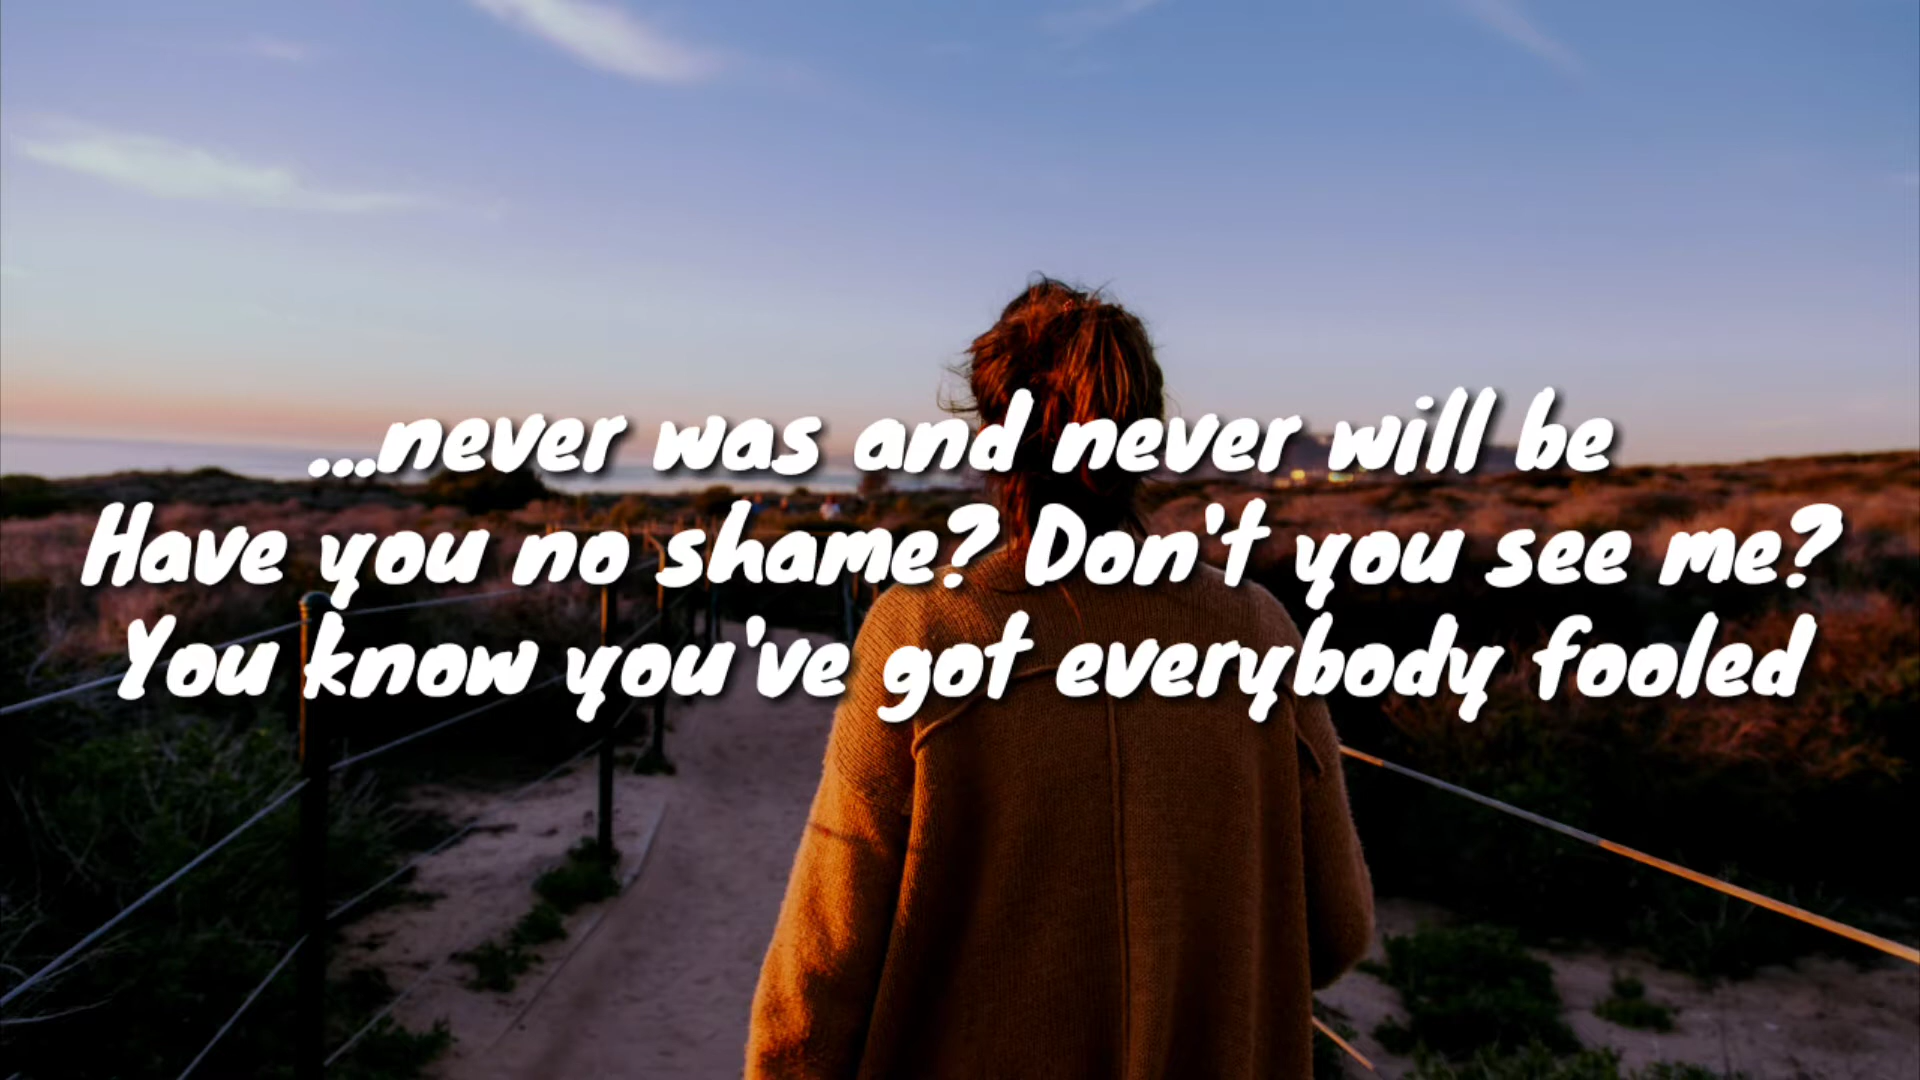 ...never was and never will be
Have you no shame? Don't you see me?
You know you've got everybody fooled